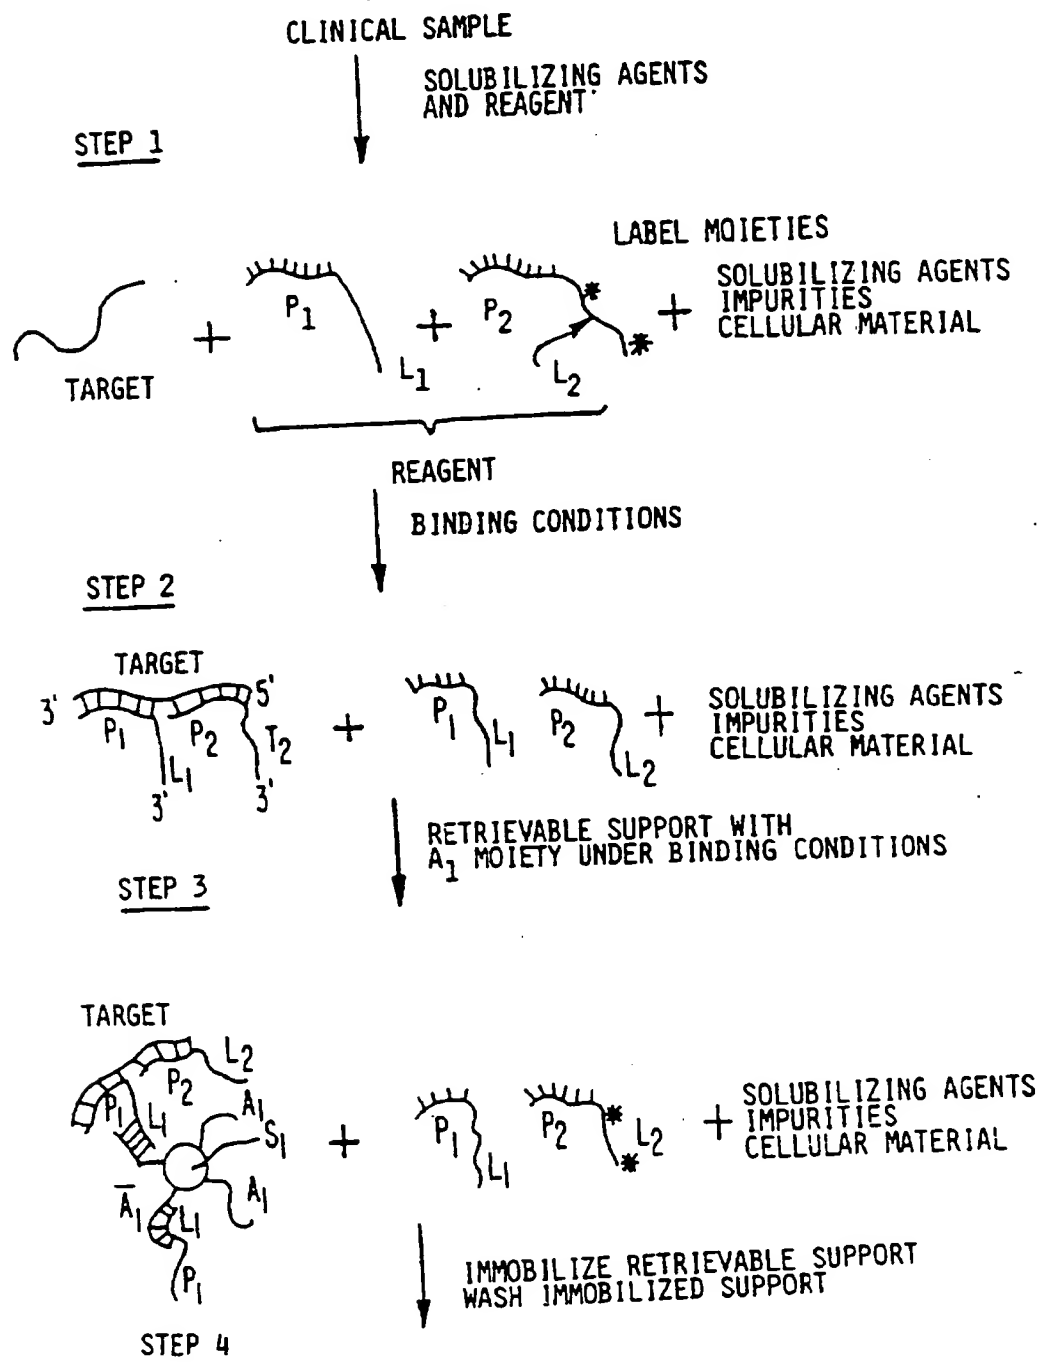 CLINICAL SAMPLE
SOLUBILIZING AGENTS
AND REAGENT
STEP 1
LABEL MOIETIES
SOLUBILIZING AGENTS
IMPURITIES
CELLULAR MATERIAL
TARGET
+
P1
L1
+
P2
*
*
L2
+
REAGENT
BINDING CONDITIONS
STEP 2
TARGET
3'
5'
P1
P2
T2
L1
3'
3'
+
P1
L1
P2
L2
+
SOLUBILIZING AGENTS
IMPURITIES
CELLULAR MATERIAL
RETRIEVABLE SUPPORT WITH
A1 MOIETY UNDER BINDING CONDITIONS
STEP 3
TARGET
L2
P2
P1
L1
A1
S1
A1
A̅1
L1
P1
+
P1
L1
P2
*
*
L2
+
SOLUBILIZING AGENTS
IMPURITIES
CELLULAR MATERIAL
IMMOBILIZE RETRIEVABLE SUPPORT
WASH IMMOBILIZED SUPPORT
STEP 4